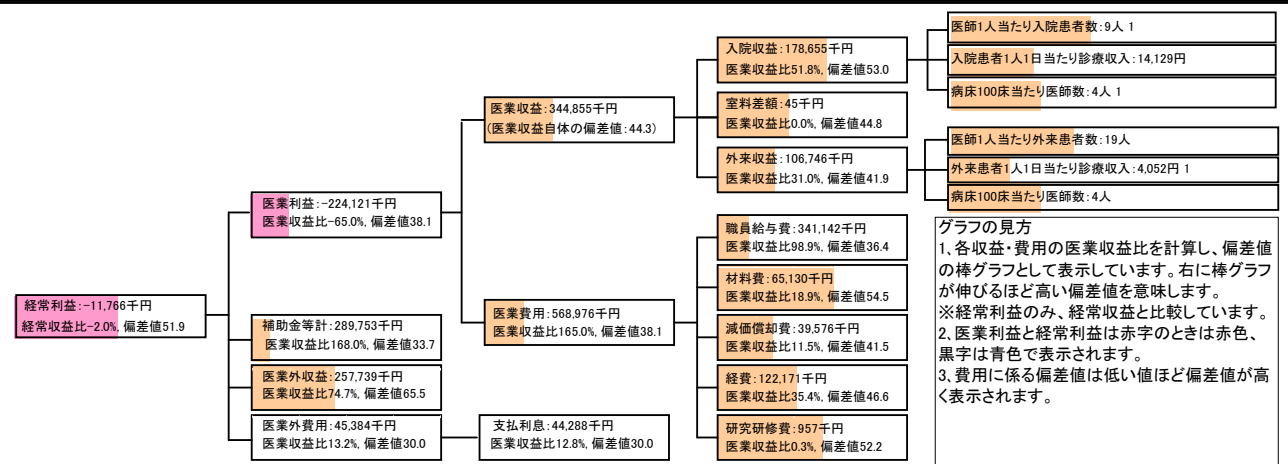 経常利益:-11,766千円
経常収比-2.0%, 偏差値51.9
医業利益:-224,121千円
医業収益比-65.0%, 偏差値38.1
補助金等計:289,753千円
医業収益比168.0%, 偏差値33.7
医業外収益:257,739千円
医業収益比74.7%, 偏差値65.5
医業外費用:45,384千円
医業収益比13.2%, 偏差値30.0
支払利息:44,288千円
医業収益比12.8%, 偏差値30.0
医業収益:344,855千円
(医業収益自体の偏差値:44.3)
医業費用:568,976千円
医業収益比165.0%, 偏差値38.1
入院収益:178,655千円
医業収益比51.8%, 偏差値53.0
室料差額:45千円
医業収益比0.0%, 偏差値44.8
外来収益:106,746千円
医業収益比31.0%, 偏差値41.9
職員給与費:341,142千円
医業収益比98.9%, 偏差値36.4
材料費:65,130千円
医業収益比18.9%, 偏差値54.5
減価償却費:39,576千円
医業収益比11.5%, 偏差値41.5
経費:122,171千円
医業収益比35.4%, 偏差値46.6
研究研修費:957千円
医業収益比0.3%, 偏差値52.2
医師1人当たり入院患者数:9人 1
入院患者1人1日当たり診療収入:14,129円
病床100床当たり医師数:4人 1
医師1人当たり外来患者数:19人
外来患者1人1日当たり診療収入:4,052円 1
病床100床当たり医師数:4人
グラフの見方
1、各収益・費用の医業収益比を計算し、偏差値
の棒グラフとして表示しています。右に棒グラフ
が伸びるほど高い偏差値を意味します。
※経常利益のみ、経常収益と比較しています。
2、医業利益と経常利益は赤字のときは赤色、
黒字は青色で表示されます。
3、費用に係る偏差値は低い値ほど偏差値が高
く表示されます。